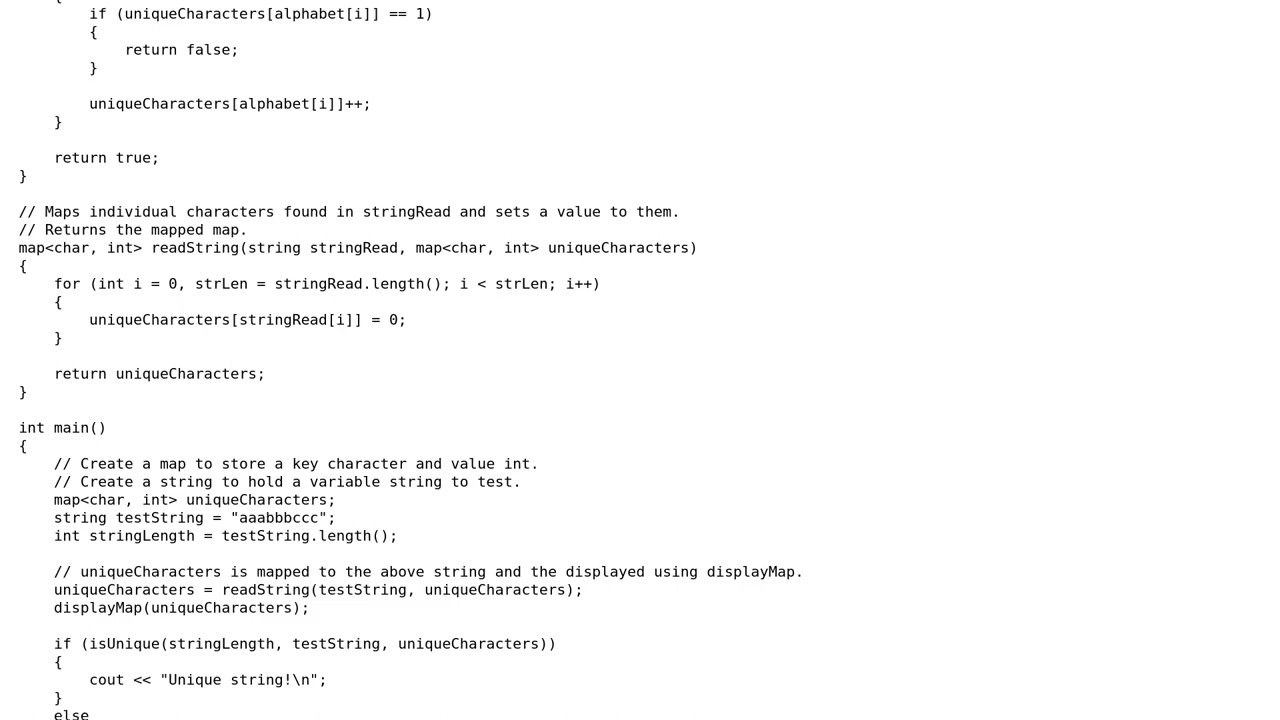 {
        if (uniqueCharacters[alphabet[i]] == 1)
        {
            return false;
        }

        uniqueCharacters[alphabet[i]]++;
    }

    return true;
}

// Maps individual characters found in stringRead and sets a value to them.
// Returns the mapped map.
map<char, int> readString(string stringRead, map<char, int> uniqueCharacters)
{
    for (int i = 0, strLen = stringRead.length(); i < strLen; i++)
    {
        uniqueCharacters[stringRead[i]] = 0;
    }

    return uniqueCharacters;
}

int main()
{
    // Create a map to store a key character and value int.
    // Create a string to hold a variable string to test.
    map<char, int> uniqueCharacters;
    string testString = "aaabbbccc";
    int stringLength = testString.length();

    // uniqueCharacters is mapped to the above string and the displayed using displayMap.
    uniqueCharacters = readString(testString, uniqueCharacters);
    displayMap(uniqueCharacters);

    if (isUnique(stringLength, testString, uniqueCharacters))
    {
        cout << "Unique string!\n";
    }
    else